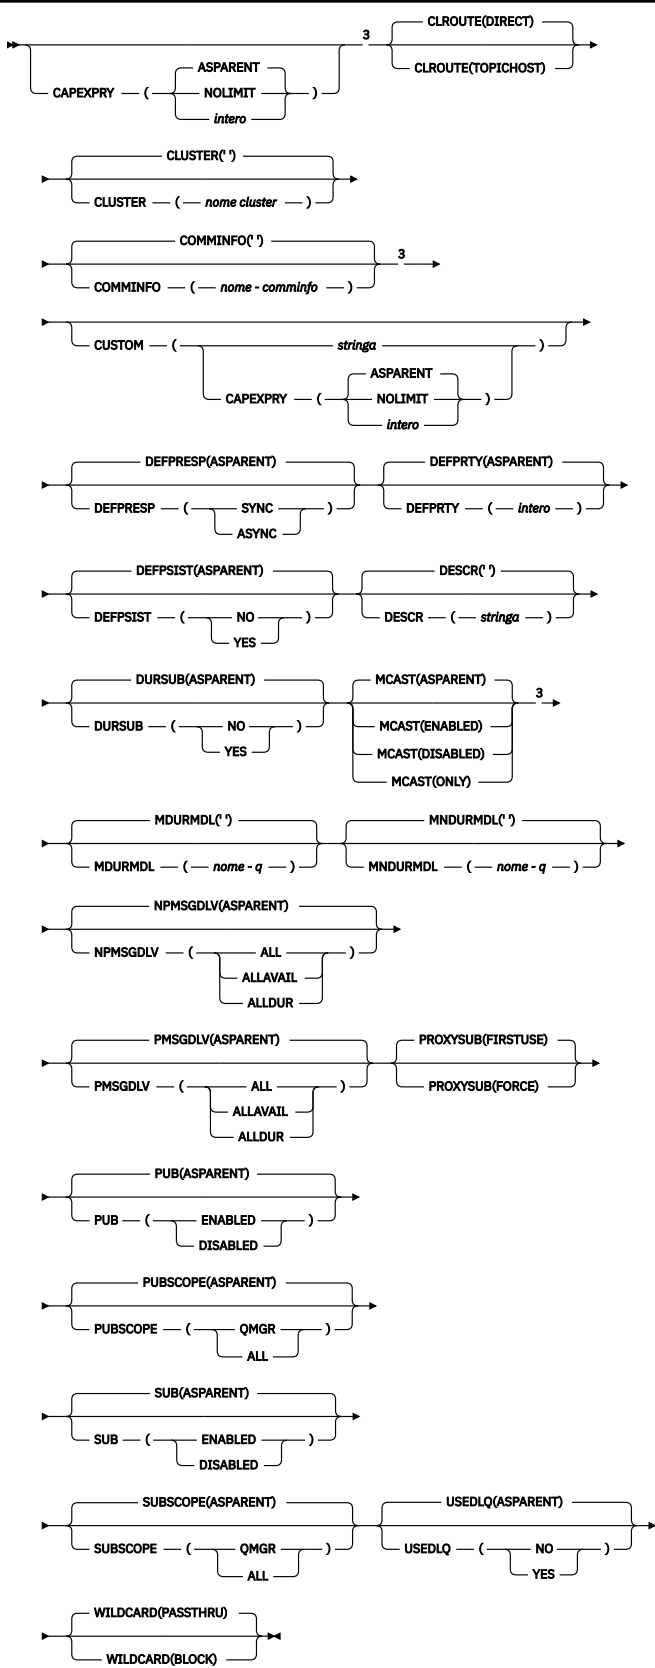 3 CLROUTE(DIRECT)
ASPARENT CLROUTE(TOPICHOST)
CAPEXPRY ( NOLIMIT )
intero
CLUSTER(' ')
CLUSTER ( nome cluster )
COMMINFO(' ')
3
COMMINFO ( nome - comminfo )
CUSTOM ( stringa )
ASPARENT
CAPEXPRY ( NOLIMIT )
intero
DEFPRESP(ASPARENT) DEFPRTY(ASPARENT)
DEFPRESP ( SYNC ) DEFPRTY ( intero )
ASYNC
DEFPSIST(ASPARENT) DESCR(' ')
DEFPSIST ( NO ) DESCR ( stringa )
YES
DURSUB(ASPARENT) MCAST(ASPARENT)
3
DURSUB ( NO ) MCAST(ENABLED)
YES MCAST(DISABLED)
MCAST(ONLY)
MDURMDL(' ') MNDURMDL(' ')
MDURMDL ( nome - q ) MNDURMDL ( nome - q )
NPMSGDLV(ASPARENT)
NPMSGDLV ( ALL )
ALLAVAIL
ALLDUR
PMSGDLV(ASPARENT) PROXYSUB(FIRSTUSE)
PMSGDLV ( ALL ) PROXYSUB(FORCE)
ALLAVAIL
ALLDUR
PUB(ASPARENT)
PUB ( ENABLED )
DISABLED
PUBSCOPE(ASPARENT)
PUBSCOPE ( QMGR )
ALL
SUB(ASPARENT)
SUB ( ENABLED )
DISABLED
SUBSCOPE(ASPARENT) USEDLQ(ASPARENT)
SUBSCOPE ( QMGR ) USEDLQ ( NO )
ALL YES
WILDCARD(PASSTHRU)
WILDCARD(BLOCK)